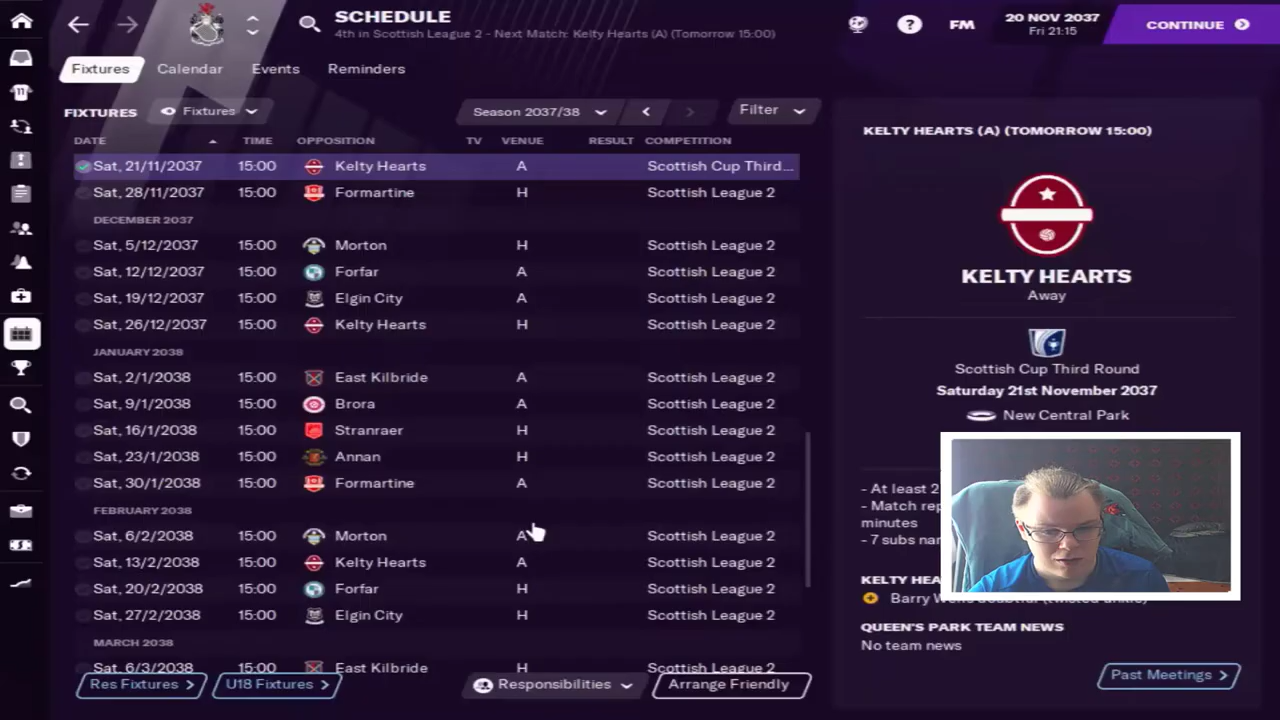 SCHEDULE
4th in Scottish League 2 - Next Match: Kelty Hearts (A) (Tomorrow 15:00)
FM
20 NOV 2037
Fri 21:15
CONTINUE
Fixtures Calendar Events Reminders
FIXTURES Fixtures Season 2037/38 Filter
DATE TIME OPPOSITION TV VENUE RESULT COMPETITION
Sat, 21/11/2037 15:00 Kelty Hearts A Scottish Cup Third...
Sat, 28/11/2037 15:00 Formartine H Scottish League 2
DECEMBER 2037
Sat, 5/12/2037 15:00 Morton H Scottish League 2
Sat, 12/12/2037 15:00 Forfar A Scottish League 2
Sat, 19/12/2037 15:00 Elgin City A Scottish League 2
Sat, 26/12/2037 15:00 Kelty Hearts H Scottish League 2
JANUARY 2038
Sat, 2/1/2038 15:00 East Kilbride A Scottish League 2
Sat, 9/1/2038 15:00 Brora A Scottish League 2
Sat, 16/1/2038 15:00 Stranraer H Scottish League 2
Sat, 23/1/2038 15:00 Annan H Scottish League 2
Sat, 30/1/2038 15:00 Formartine A Scottish League 2
FEBRUARY 2038
Sat, 6/2/2038 15:00 Morton A Scottish League 2
Sat, 13/2/2038 15:00 Kelty Hearts A Scottish League 2
Sat, 20/2/2038 15:00 Forfar H Scottish League 2
Sat, 27/2/2038 15:00 Elgin City H Scottish League 2
MARCH 2038
Sat, 6/3/2038 15:00 East Kilbride H Scottish League 2
Res Fixtures U18 Fixtures Responsibilities Arrange Friendly
KELTY HEARTS (A) (TOMORROW 15:00)
KELTY HEARTS
Away
Scottish Cup Third Round
Saturday 21st November 2037
New Central Park
- At least 2
- Match
minutes
- 7 subs
KELTY
Barry
QUEEN'S PARK TEAM NEWS
No team news
Past Meetings